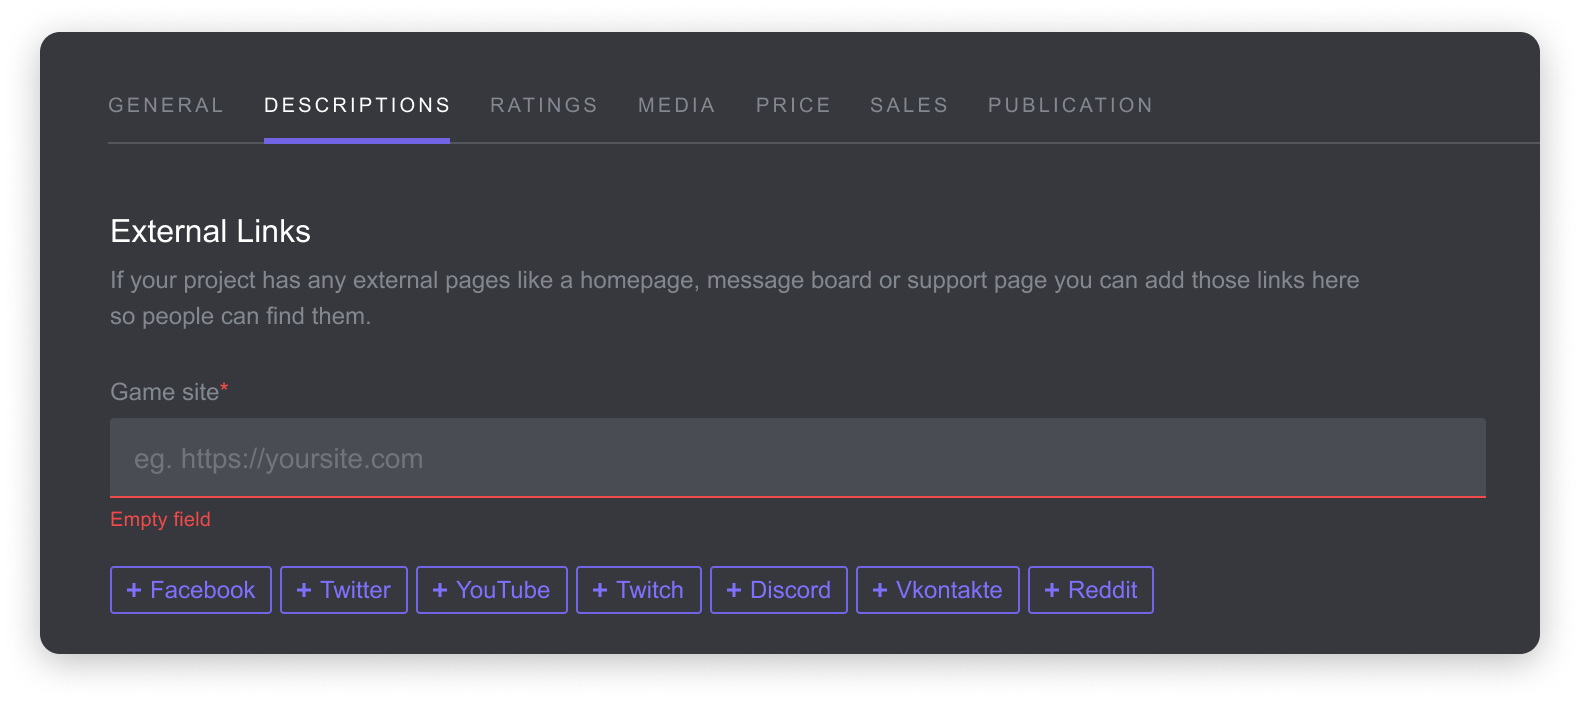 GENERAL DESCRIPTIONS RATINGS MEDIA PRICE SALES PUBLICATION
External Links
If your project has any external pages like a homepage, message board or support page you can add those links here
so people can find them.
Game site*
eg. https://yoursite.com
Empty field
+ Facebook + Twitter + YouTube + Twitch + Discord + Vkontakte + Reddit